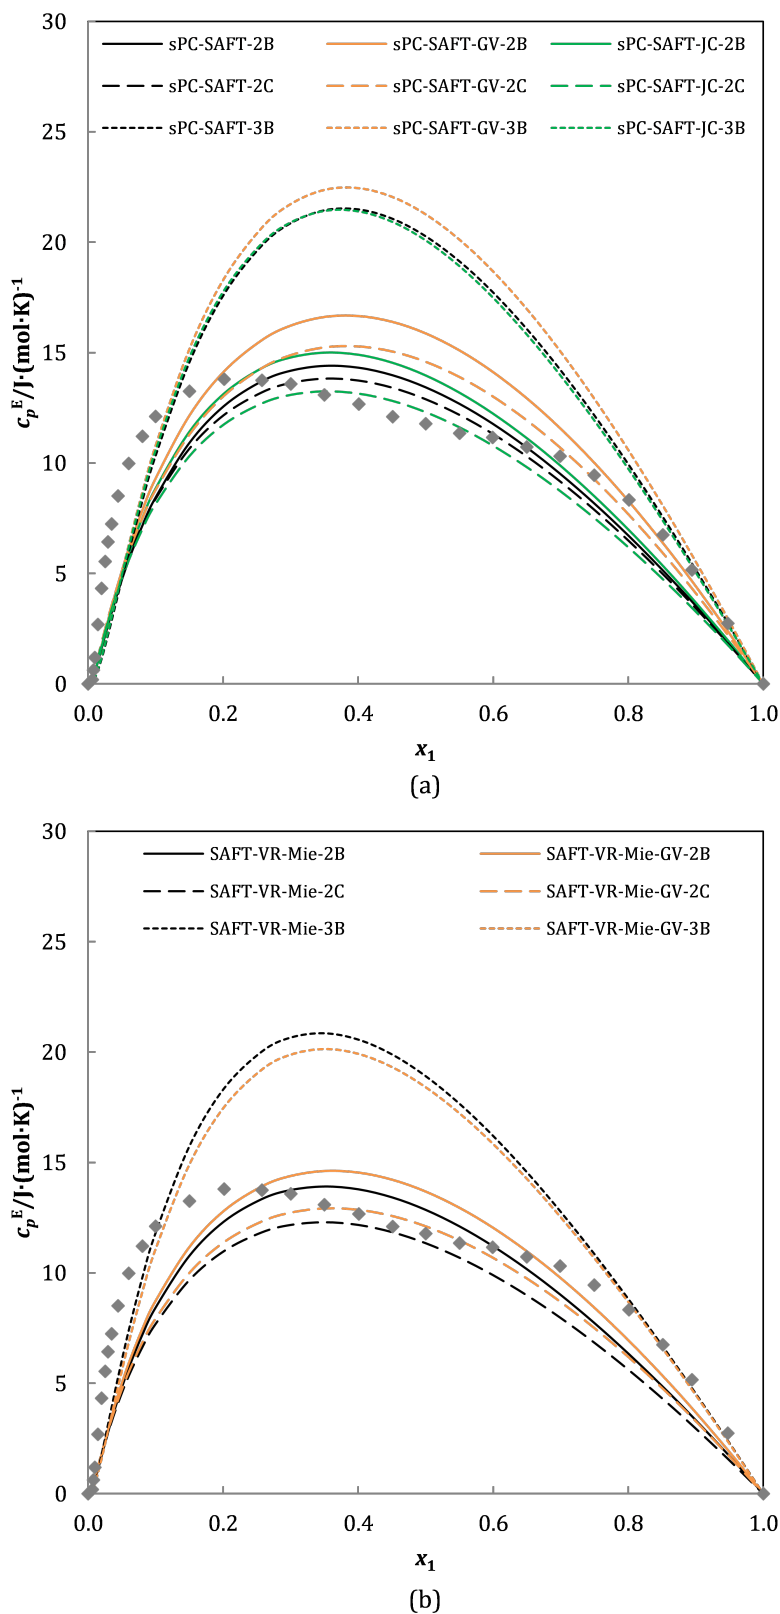 30
sPC-SAFT-2B sPC-SAFT-GV-2B sPC-SAFT-JC-2B
sPC-SAFT-2C sPC-SAFT-GV-2C sPC-SAFT-JC-2C
sPC-SAFT-3B sPC-SAFT-GV-3B sPC-SAFT-JC-3B
25
20
15
10
5
0
cₚᴱ/J·(mol·K)⁻¹
0.0 0.2 0.4 0.6 0.8 1.0
x₁
(a)
30
SAFT-VR-Mie-2B SAFT-VR-Mie-GV-2B
SAFT-VR-Mie-2C SAFT-VR-Mie-GV-2C
SAFT-VR-Mie-3B SAFT-VR-Mie-GV-3B
25
20
15
10
5
0
cₚᴱ/J·(mol·K)⁻¹
0.0 0.2 0.4 0.6 0.8 1.0
x₁
(b)